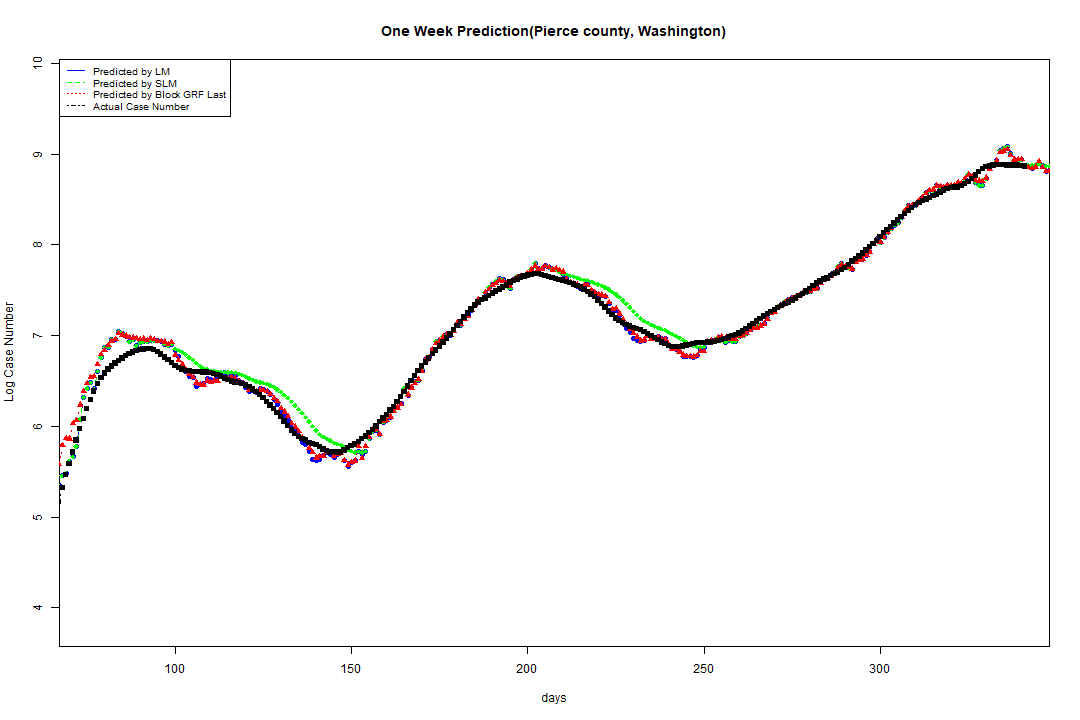 One Week Prediction(Pierce county, Washington)
Predicted by LM
Predicted by SLM
Predicted by Block GRF Last
Actual Case Number
10
9
8
7
6
5
4
Log Case Number
100 150 200 250 300
days